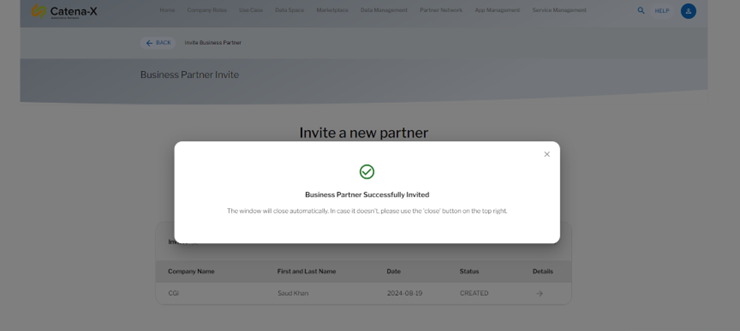 Catena-X
Home Company Roles Use Case Data Space Marketplace Data Management Partner Network App Management Service Management HELP
BACK Invite Business Partner
Business Partner Invite
Invite a new partner
Business Partner Successfully Invited
The window will close automatically. In case it doesn't, please use the 'close' button on the top right.
Company Name First and Last Name Date Status Details
CGI Saud Khan 2024-08-19 CREATED